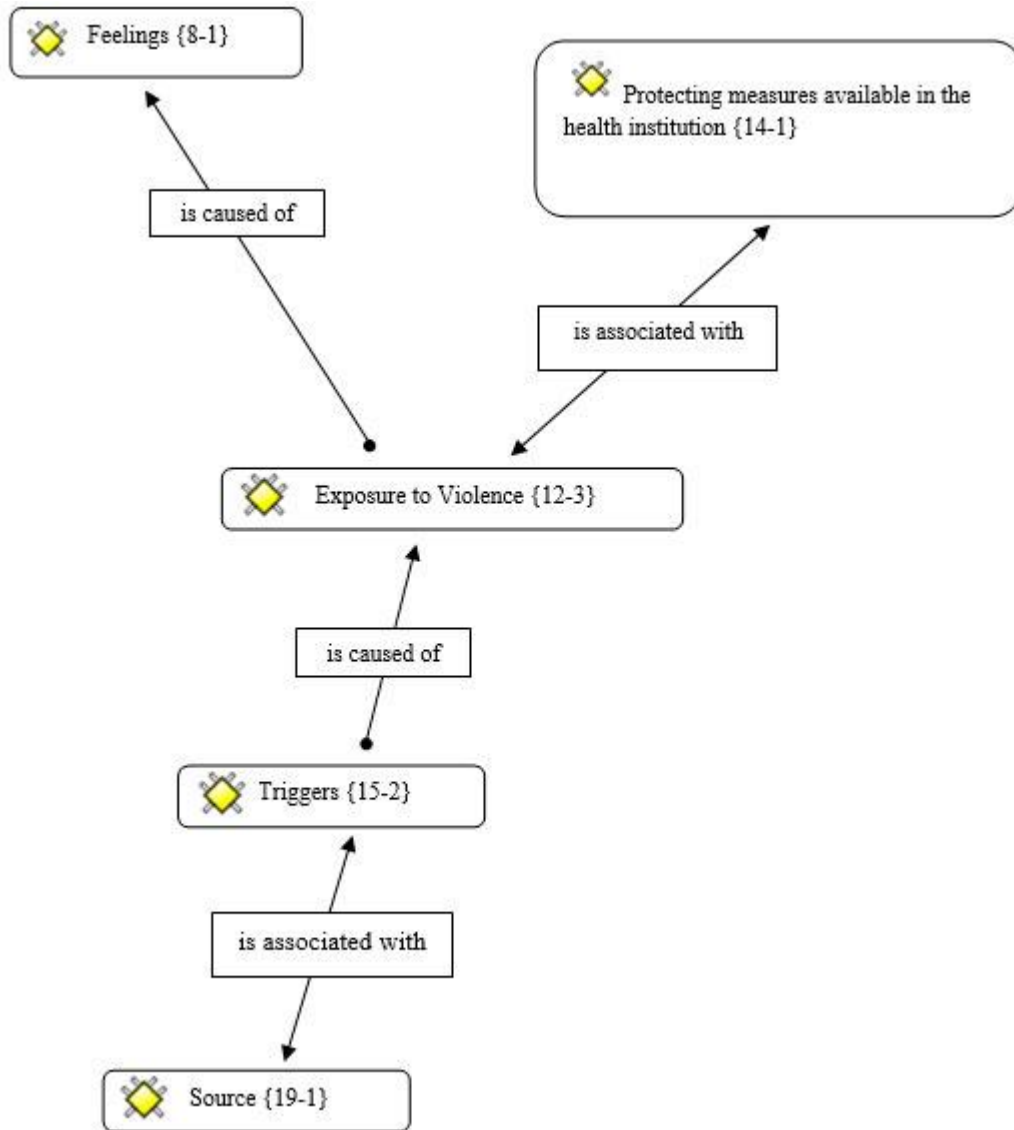 Feelings {8-1}
Protecting measures available in the
health institution {14-1}
is caused of
is associated with
Exposure to Violence {12-3}
is caused of
Triggers {15-2}
is associated with
Source {19-1}